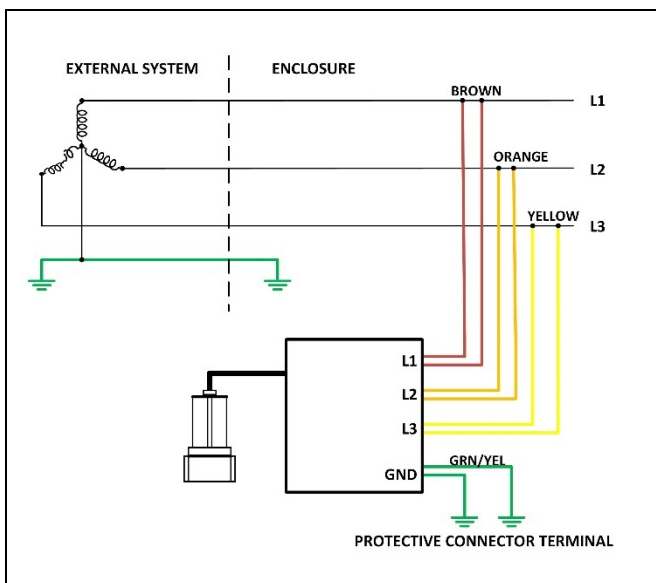 EXTERNAL SYSTEM
ENCLOSURE
BROWN
L1
ORANGE
L2
YELLOW
L3
L1
L2
L3
GRN/YEL
GND
PROTECTIVE CONNECTOR TERMINAL